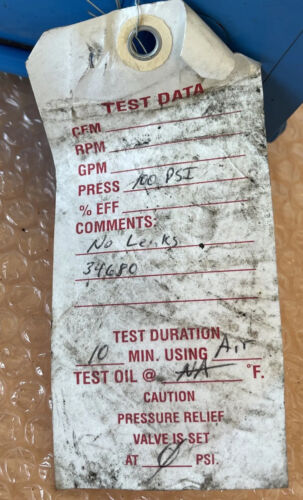 TEST DATA
CFM
RPM
GPM
PRESS 100 PSI
% EFF
COMMENTS:
No Leaks
34680
TEST DURATION
10 MIN. USING Air
TEST OIL @ NA °F.
CAUTION
PRESSURE RELIEF
VALVE IS SET
AT 0 PSI.